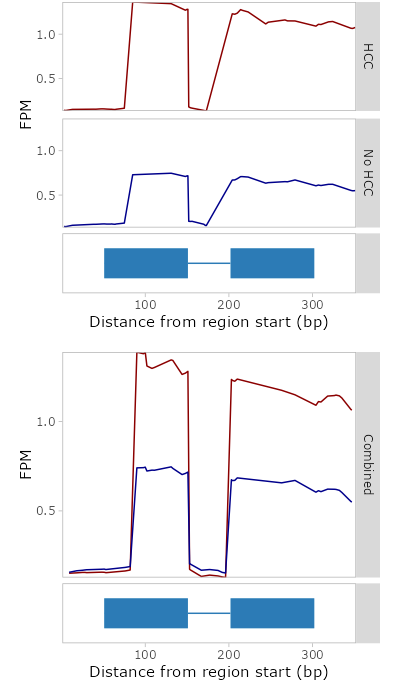 1.0
0.5
HCC
FPM
1.0
0.5
No HCC
100 200 300
Distance from region start (bp)
1.0
0.5
FPM
Combined
100 200 300
Distance from region start (bp)